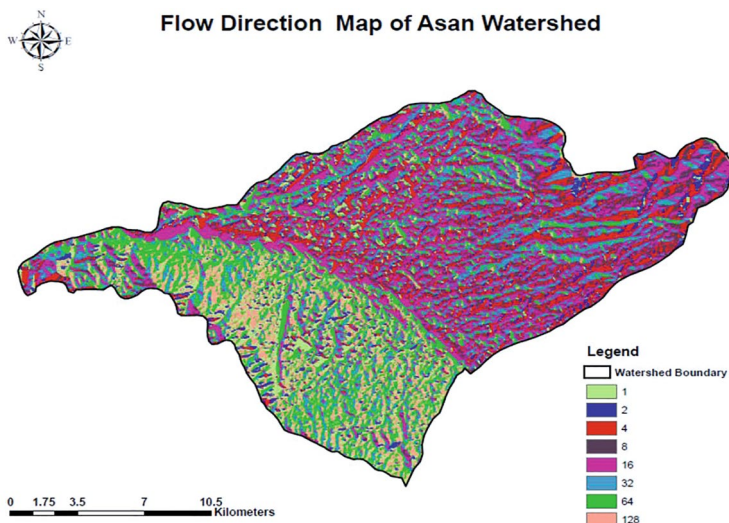 Flow Direction Map of Asan Watershed
N
W E
S
Legend
Watershed Boundary
1
2
4
8
16
32
64
128
0 1.75 3.5 7 10.5
Kilometers